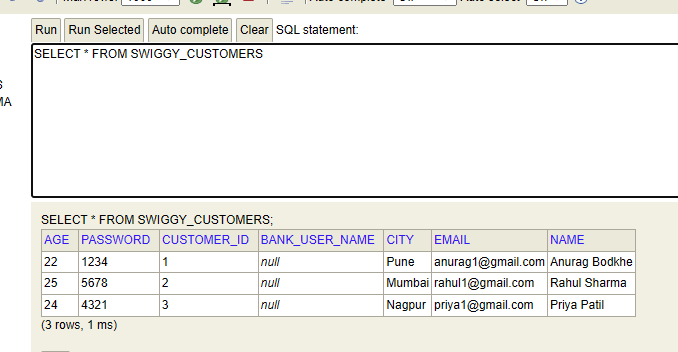 Run Run Selected Auto complete Clear SQL statement:
SELECT * FROM SWIGGY_CUSTOMERS
SELECT * FROM SWIGGY_CUSTOMERS;
AGE PASSWORD CUSTOMER_ID BANK_USER_NAME CITY EMAIL NAME
22 1234 1 null Pune anurag1@gmail.com Anurag Bodkhe
25 5678 2 null Mumbai rahul1@gmail.com Rahul Sharma
24 4321 3 null Nagpur priya1@gmail.com Priya Patil
(3 rows, 1 ms)